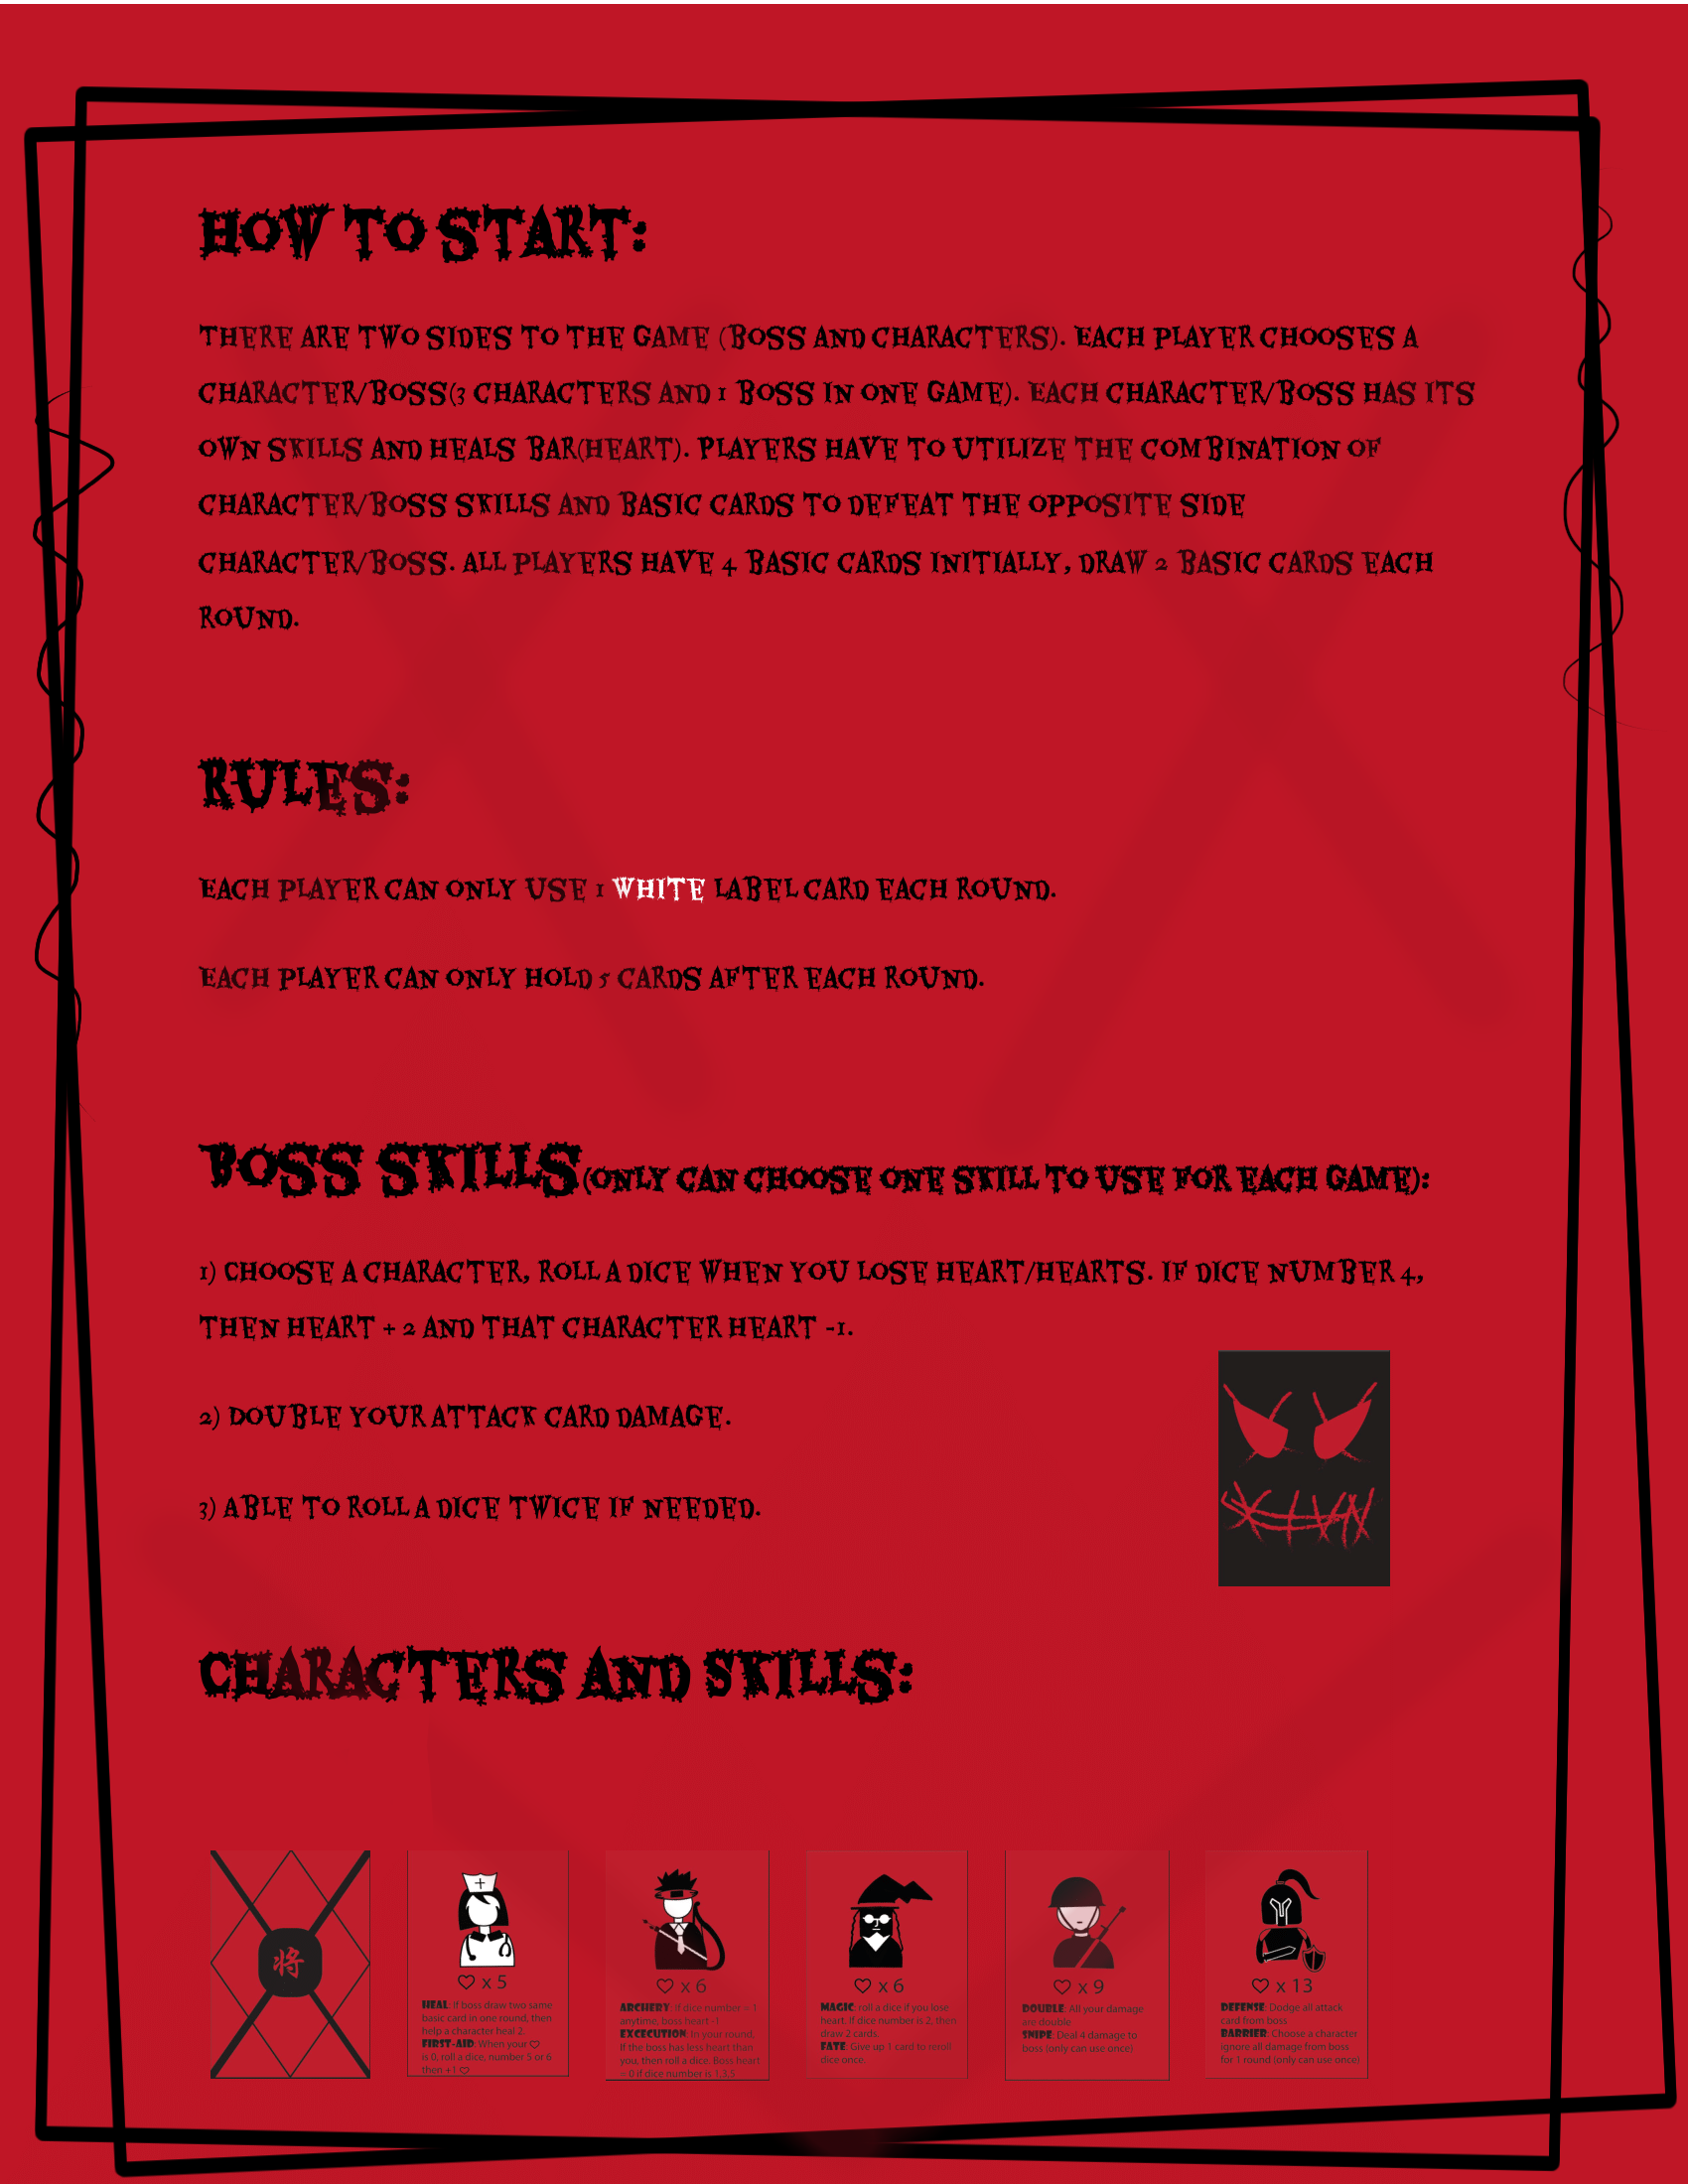 HOW TO START:
THERE ARE TWO SIDES TO THE GAME (BOSS AND CHARACTERS). EACH PLAYER CHOOSES A
CHARACTER/BOSS(3 CHARACTERS AND 1 BOSS IN ONE GAME). EACH CHARACTER/BOSS HAS ITS
OWN SKILLS AND HEALS BAR(HEART). PLAYERS HAVE TO UTILIZE THE COMBINATION OF
CHARACTER/BOSS SKILLS AND BASIC CARDS TO DEFEAT THE OPPOSITE SIDE
CHARACTER/BOSS. ALL PLAYERS HAVE 4 BASIC CARDS INITIALLY, DRAW 2 BASIC CARDS EACH
ROUND.
RULES:
EACH PLAYER CAN ONLY USE 1 WHITE LABEL CARD EACH ROUND.
EACH PLAYER CAN ONLY HOLD 5 CARDS AFTER EACH ROUND.
BOSS SKILLS(ONLY CAN CHOOSE ONE SKILL TO USE FOR EACH GAME):
1) CHOOSE A CHARACTER, ROLL A DICE WHEN YOU LOSE HEART/HEARTS. IF DICE NUMBER 4,
THEN HEART + 2 AND THAT CHARACTER HEART -1.
2) DOUBLE YOUR ATTACK CARD DAMAGE.
3) ABLE TO ROLL A DICE TWICE IF NEEDED.
CHARACTERS AND SKILLS:
将
♡ x 5
HEAL: If boss draw two same
basic card in one round, then
help a character heal 2.
FIRST-AID: When your ♡
is 0, roll a dice, number 5 or 6
then +1 ♡
♡ x 6
ARCHERY: If dice number = 1
anytime, boss heart -1
EXCECUTION: In your round,
If the boss has less heart than
you, then roll a dice. Boss heart
= 0 if dice number is 1,3,5
♡ x 6
MAGIC: roll a dice if you lose
heart. If dice number is 2, then
draw 2 cards.
FATE: Give up 1 card to reroll
dice once.
♡ x 9
DOUBLE: All your damage
are double
SNIPE: Deal 4 damage to
boss (only can use once)
♡ x 13
DEFENSE: Dodge all attack
card from boss
BARRIER: Choose a character
ignore all damage from boss
for 1 round (only can use once)